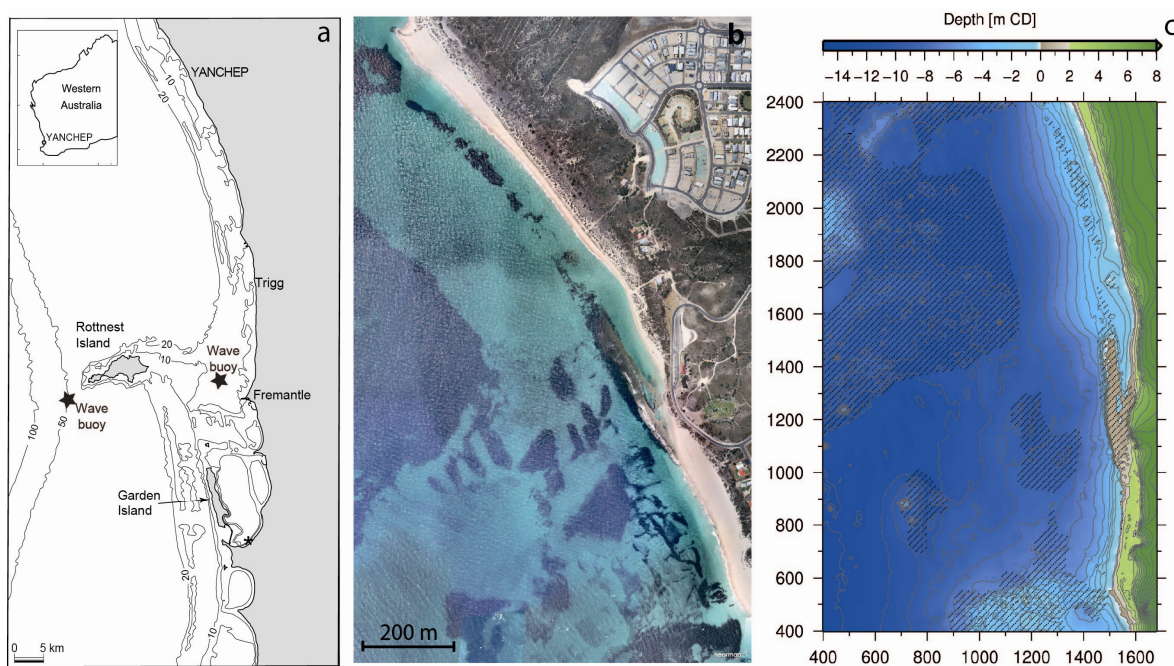 a
Western
Australia
YANCHEP
YANCHEP
10
20
Trigg
Rottnest
Island
20
10
Wave
buoy
Fremantle
Wave
buoy
50
100
Garden
Island
20
10
0 5 km
b
200 m
nearmap
Depth [m CD]
c
−14 −12 −10 −8 −6 −4 −2 0 2 4 6 8
2400
2200
2000
1800
1600
1400
1200
1000
800
600
400
400 600 800 1000 1200 1400 1600